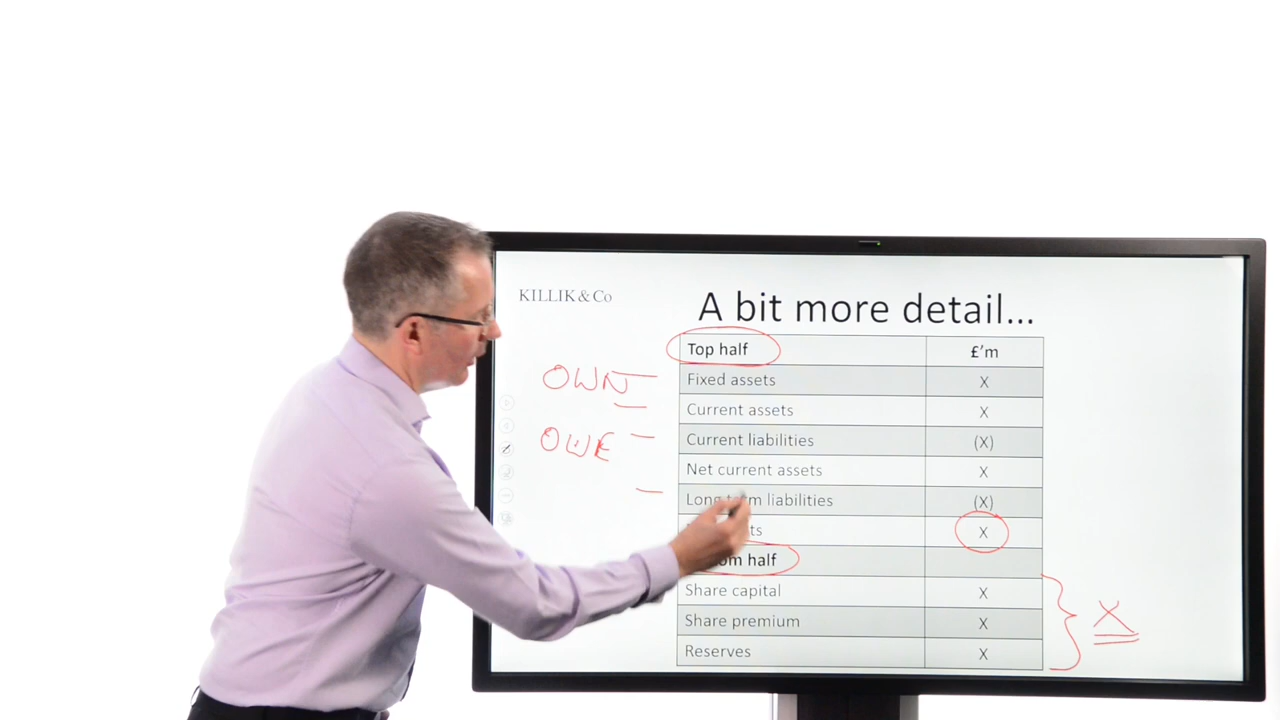 KILLIK & Co
A bit more detail...
Top half £'m
OWN
Fixed assets X
Current assets X
OWE
Current liabilities (X)
Net current assets X
Long term liabilities (X)
X
half
Share capital X
Share premium X
X
Reserves X